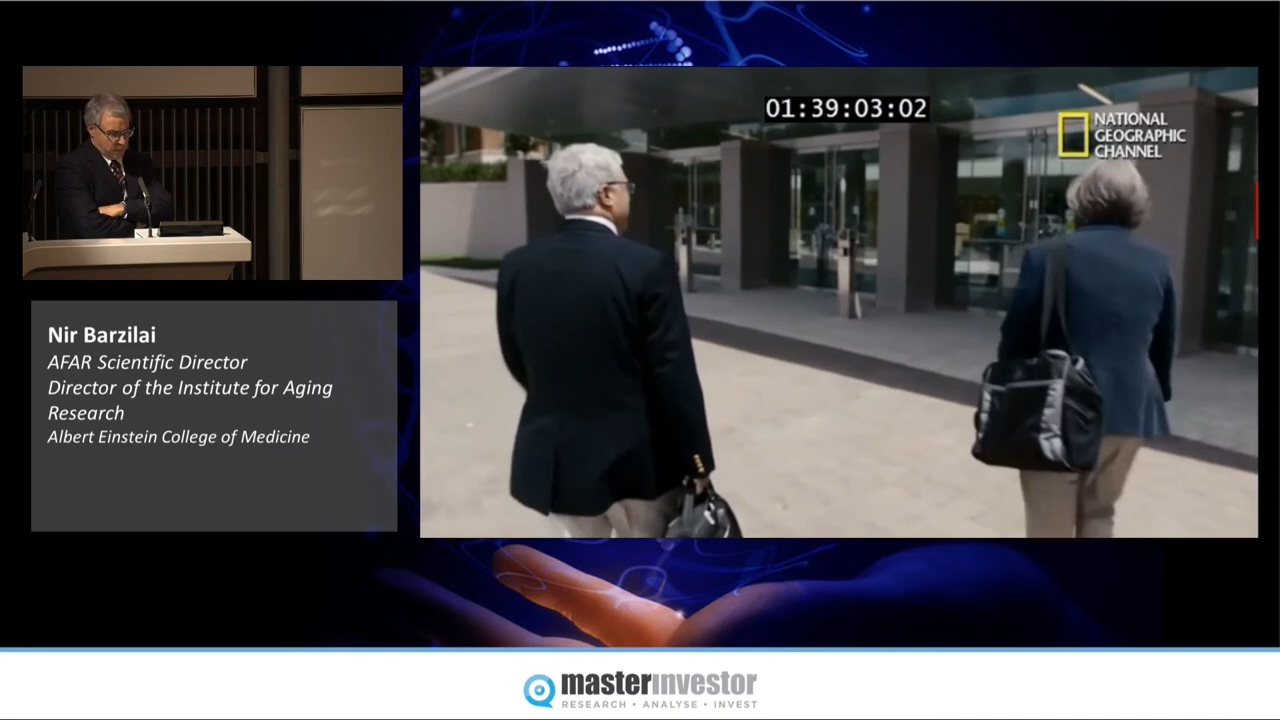 01:39:03:02
NATIONAL
GEOGRAPHIC
CHANNEL
Nir Barzilai
AFAR Scientific Director
Director of the Institute for Aging
Research
Albert Einstein College of Medicine
masterinvestor
RESEARCH • ANALYSE • INVEST